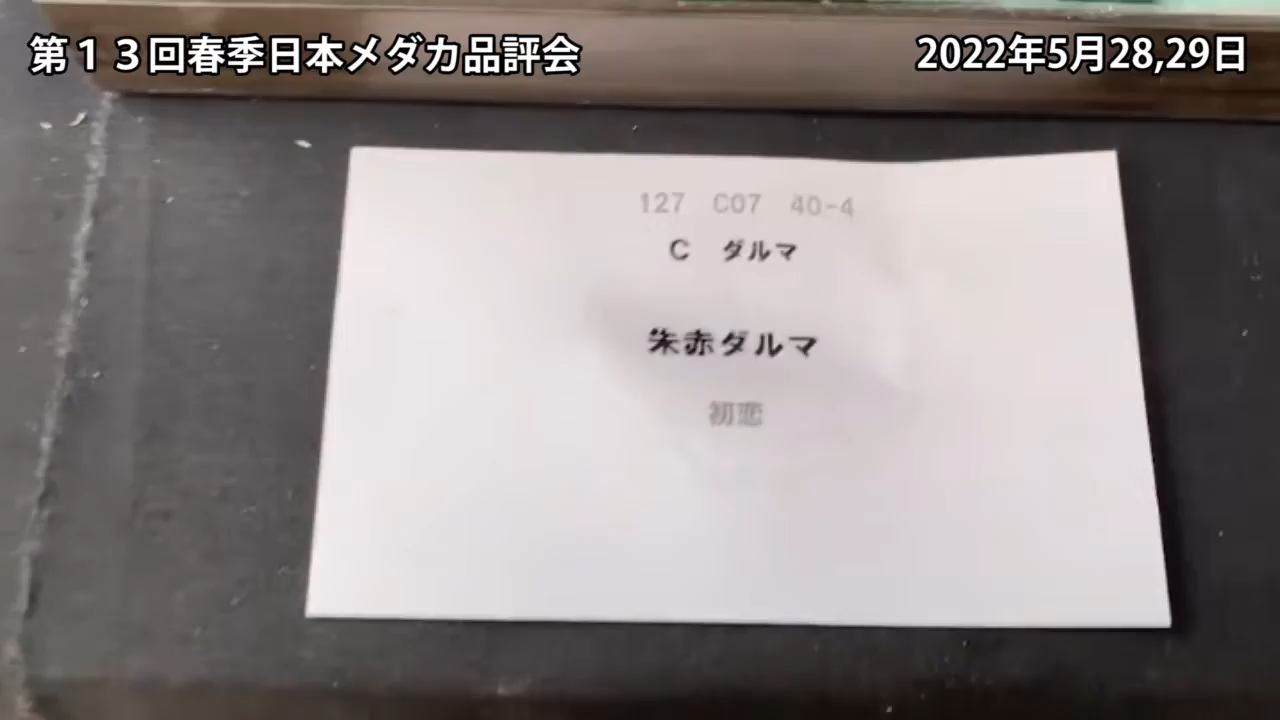 第１３回春季日本メダカ品評会
2022年5月28,29日
127 C07 40-4
C ダルマ
朱赤ダルマ
初恋